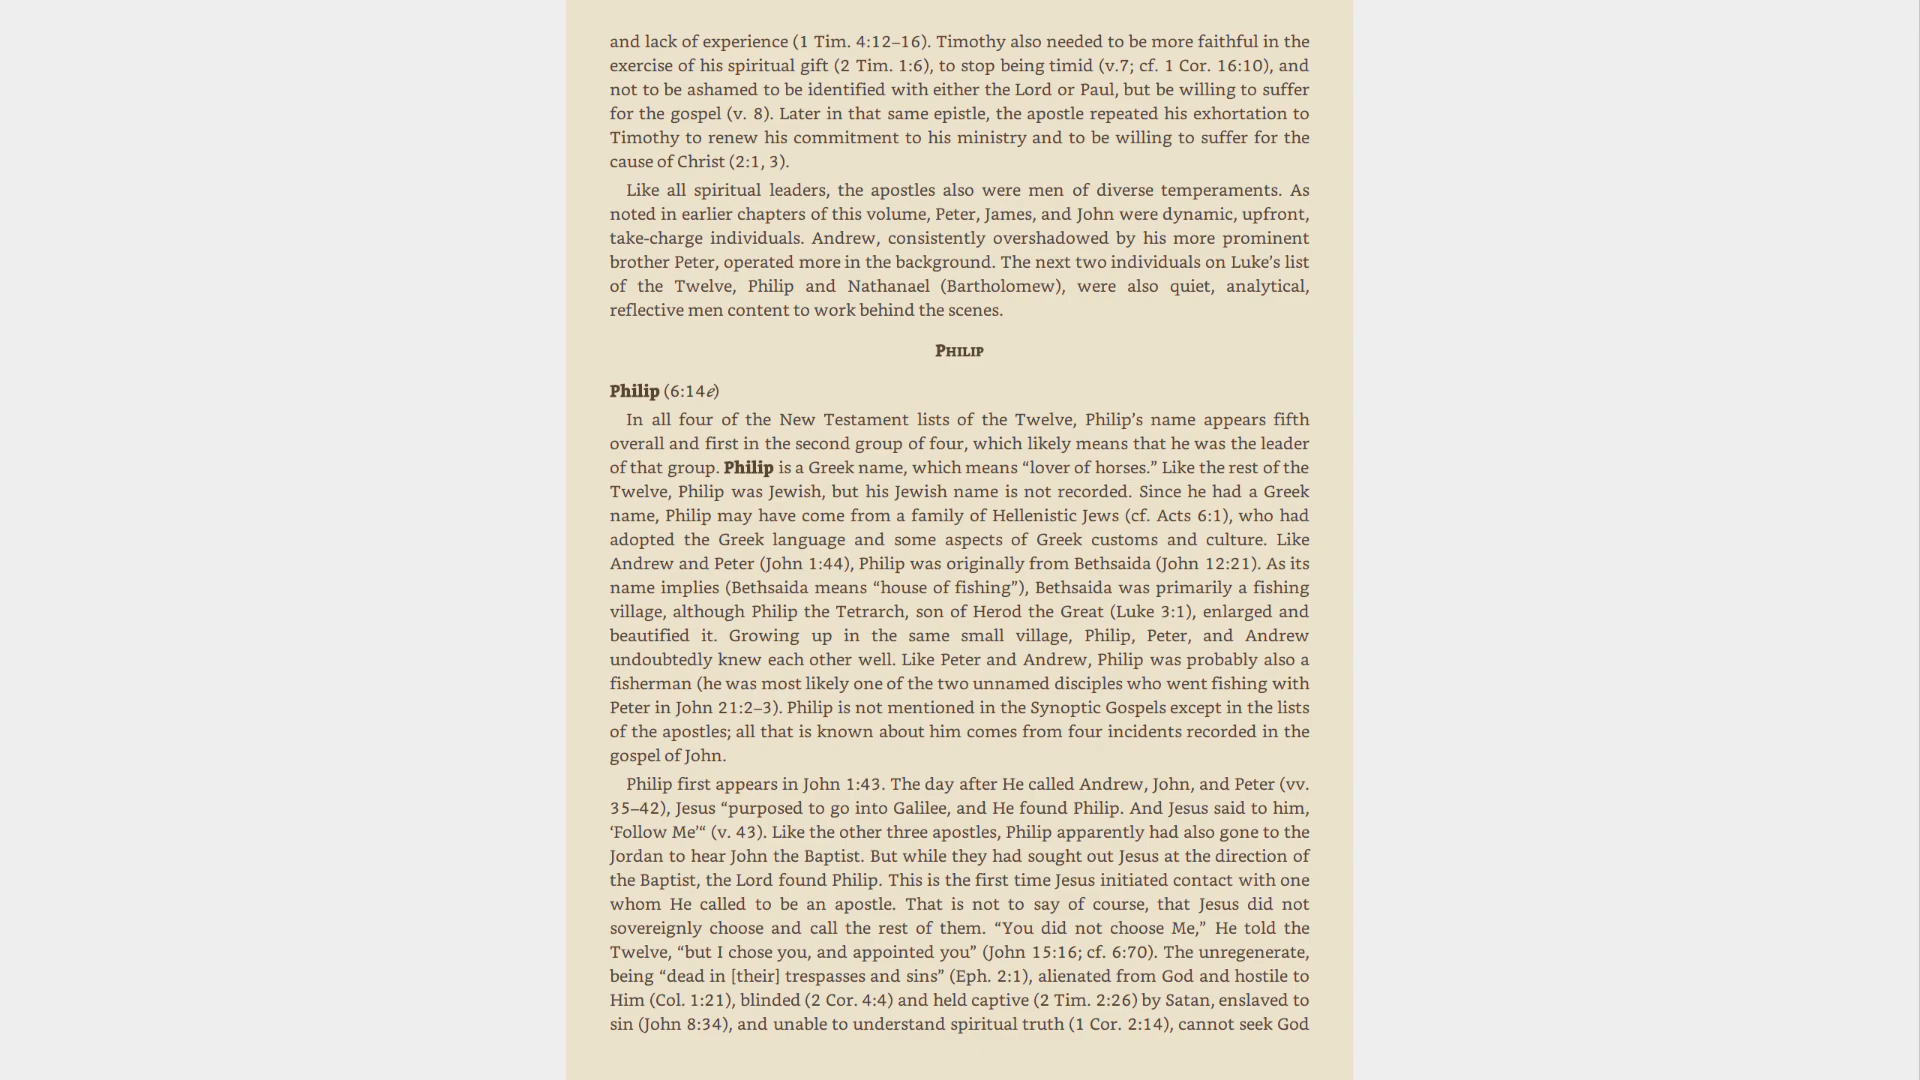 and lack of experience (1 Tim. 4:12–16). Timothy also needed to be more faithful in the
exercise of his spiritual gift (2 Tim. 1:6), to stop being timid (v.7; cf. 1 Cor. 16:10), and
not to be ashamed to be identified with either the Lord or Paul, but be willing to suffer
for the gospel (v. 8). Later in that same epistle, the apostle repeated his exhortation to
Timothy to renew his commitment to his ministry and to be willing to suffer for the
cause of Christ (2:1, 3).
Like all spiritual leaders, the apostles also were men of diverse temperaments. As
noted in earlier chapters of this volume, Peter, James, and John were dynamic, upfront,
take-charge individuals. Andrew, consistently overshadowed by his more prominent
brother Peter, operated more in the background. The next two individuals on Luke’s list
of the Twelve, Philip and Nathanael (Bartholomew), were also quiet, analytical,
reflective men content to work behind the scenes.
PHILIP
Philip (6:14e)
In all four of the New Testament lists of the Twelve, Philip’s name appears fifth
overall and first in the second group of four, which likely means that he was the leader
of that group. Philip is a Greek name, which means “lover of horses.” Like the rest of the
Twelve, Philip was Jewish, but his Jewish name is not recorded. Since he had a Greek
name, Philip may have come from a family of Hellenistic Jews (cf. Acts 6:1), who had
adopted the Greek language and some aspects of Greek customs and culture. Like
Andrew and Peter (John 1:44), Philip was originally from Bethsaida (John 12:21). As its
name implies (Bethsaida means “house of fishing”), Bethsaida was primarily a fishing
village, although Philip the Tetrarch, son of Herod the Great (Luke 3:1), enlarged and
beautified it. Growing up in the same small village, Philip, Peter, and Andrew
undoubtedly knew each other well. Like Peter and Andrew, Philip was probably also a
fisherman (he was most likely one of the two unnamed disciples who went fishing with
Peter in John 21:2–3). Philip is not mentioned in the Synoptic Gospels except in the lists
of the apostles; all that is known about him comes from four incidents recorded in the
gospel of John.
Philip first appears in John 1:43. The day after He called Andrew, John, and Peter (vv.
35–42), Jesus “purposed to go into Galilee, and He found Philip. And Jesus said to him,
‘Follow Me’“ (v. 43). Like the other three apostles, Philip apparently had also gone to the
Jordan to hear John the Baptist. But while they had sought out Jesus at the direction of
the Baptist, the Lord found Philip. This is the first time Jesus initiated contact with one
whom He called to be an apostle. That is not to say of course, that Jesus did not
sovereignly choose and call the rest of them. “You did not choose Me,” He told the
Twelve, “but I chose you, and appointed you” (John 15:16; cf. 6:70). The unregenerate,
being “dead in [their] trespasses and sins” (Eph. 2:1), alienated from God and hostile to
Him (Col. 1:21), blinded (2 Cor. 4:4) and held captive (2 Tim. 2:26) by Satan, enslaved to
sin (John 8:34), and unable to understand spiritual truth (1 Cor. 2:14), cannot seek God